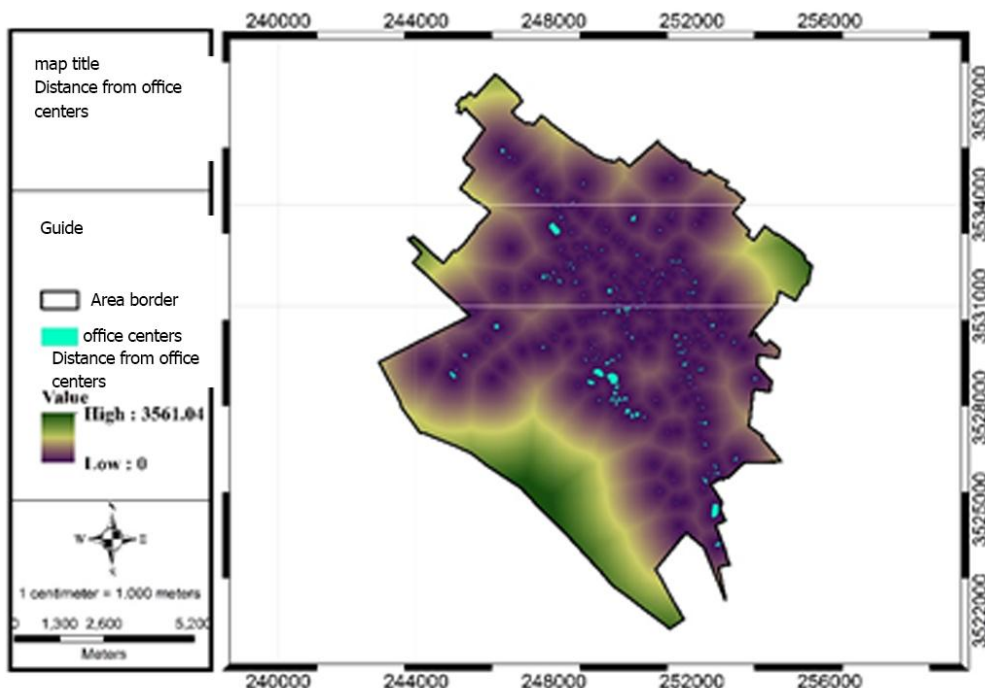 240000 244000 248000 252000 256000
map title
Distance from office
centers
Guide
Area border
office centers
Distance from office
centers
Value
High : 3561.04
Low : 0
W E
1 centimeter = 1.000 meters
0 1,300 2,600 5,200
Meters
3537000
3534000
3531000
3528000
3525000
3522000
240000 244000 248000 252000 256000